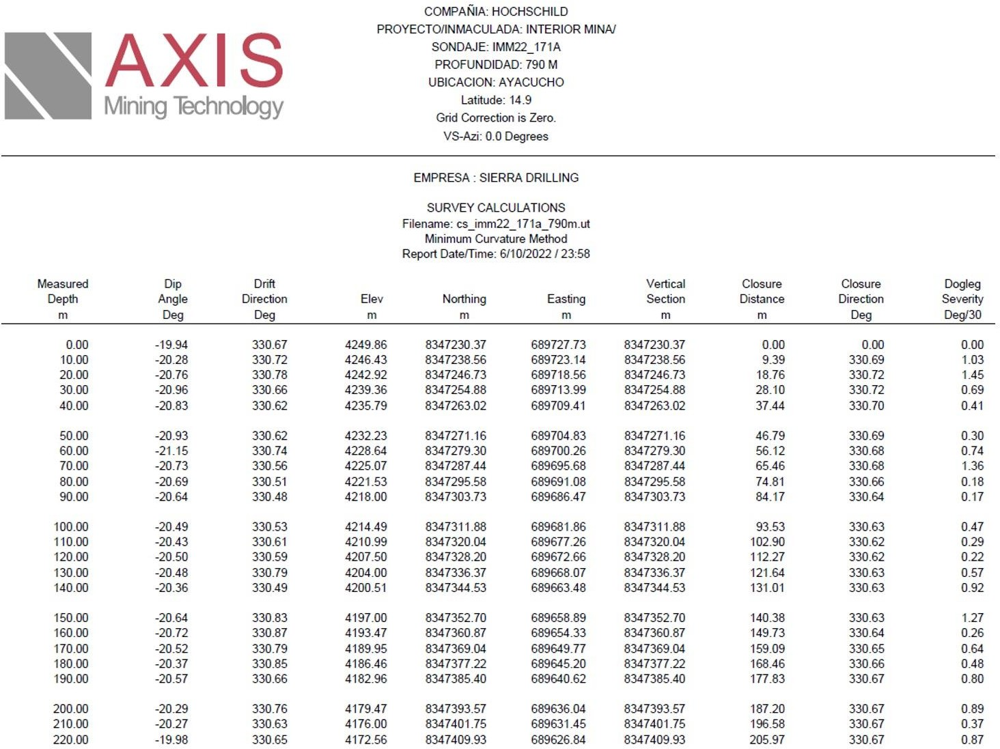 AXIS
Mining Technology
COMPAÑIA: HOCHSCHILD
PROYECTO/INMACULADA: INTERIOR MINA/
SONDAJE: IMM22_171A
PROFUNDIDAD: 790 M
UBICACION: AYACUCHO
Latitude: 14.9
Grid Correction is Zero.
VS-Azi: 0.0 Degrees
EMPRESA : SIERRA DRILLING
SURVEY CALCULATIONS
Filename: cs_imm22_171a_790m.ut
Minimum Curvature Method
Report Date/Time: 6/10/2022 / 23:58
Measured Dip Drift Vertical Closure Closure Dogleg
Depth Angle Direction Elev Northing Easting Section Distance Direction Severity
m Deg Deg m m m m m Deg Deg/30
0.00 -19.94 330.67 4249.86 8347230.37 689727.73 8347230.37 0.00 0.00 0.00
10.00 -20.28 330.72 4246.43 8347238.56 689723.14 8347238.56 9.39 330.69 1.03
20.00 -20.76 330.78 4242.92 8347246.73 689718.56 8347246.73 18.76 330.72 1.45
30.00 -20.96 330.66 4239.36 8347254.88 689713.99 8347254.88 28.10 330.72 0.69
40.00 -20.83 330.62 4235.79 8347263.02 689709.41 8347263.02 37.44 330.70 0.41
50.00 -20.93 330.62 4232.23 8347271.16 689704.83 8347271.16 46.79 330.69 0.30
60.00 -21.15 330.74 4228.64 8347279.30 689700.26 8347279.30 56.12 330.68 0.74
70.00 -20.73 330.56 4225.07 8347287.44 689695.68 8347287.44 65.46 330.68 1.36
80.00 -20.69 330.51 4221.53 8347295.58 689691.08 8347295.58 74.81 330.66 0.18
90.00 -20.64 330.48 4218.00 8347303.73 689686.47 8347303.73 84.17 330.64 0.17
100.00 -20.49 330.53 4214.49 8347311.88 689681.86 8347311.88 93.53 330.63 0.47
110.00 -20.43 330.61 4210.99 8347320.04 689677.26 8347320.04 102.90 330.62 0.29
120.00 -20.50 330.59 4207.50 8347328.20 689672.66 8347328.20 112.27 330.62 0.22
130.00 -20.48 330.79 4204.00 8347336.37 689668.07 8347336.37 121.64 330.63 0.57
140.00 -20.36 330.49 4200.51 8347344.53 689663.48 8347344.53 131.01 330.63 0.92
150.00 -20.64 330.83 4197.00 8347352.70 689658.89 8347352.70 140.38 330.63 1.27
160.00 -20.72 330.87 4193.47 8347360.87 689654.33 8347360.87 149.73 330.64 0.26
170.00 -20.52 330.79 4189.95 8347369.04 689649.77 8347369.04 159.09 330.65 0.64
180.00 -20.37 330.85 4186.46 8347377.22 689645.20 8347377.22 168.46 330.66 0.48
190.00 -20.57 330.66 4182.96 8347385.40 689640.62 8347385.40 177.83 330.67 0.80
200.00 -20.29 330.76 4179.47 8347393.57 689636.04 8347393.57 187.20 330.67 0.89
210.00 -20.27 330.63 4176.00 8347401.75 689631.45 8347401.75 196.58 330.67 0.37
220.00 -19.98 330.65 4172.56 8347409.93 689626.84 8347409.93 205.97 330.67 0.87